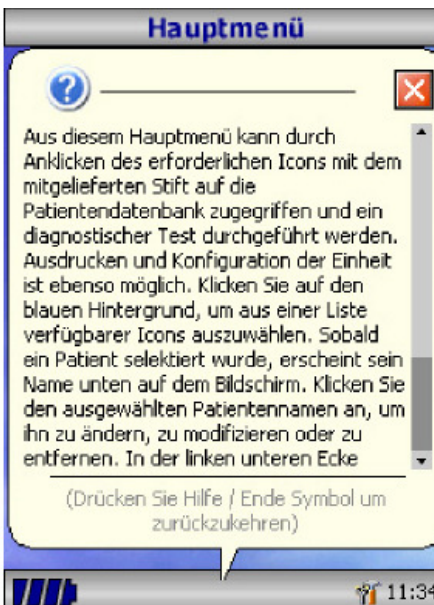 Hauptmenü
Aus diesem Hauptmenü kann durch
Anklicken des erforderlichen Icons mit dem
mitgelieferten Stift auf die
Patientendatenbank zugegriffen und ein
diagnostischer Test durchgeführt werden.
Ausdrucken und Konfiguration der Einheit
ist ebenso möglich. Klicken Sie auf den
blauen Hintergrund, um aus einer Liste
verfügbarer Icons auszuwählen. Sobald
ein Patient selektiert wurde, erscheint sein
Name unten auf dem Bildschirm. Klicken Sie
den ausgewählten Patientennamen an, um
ihn zu ändern, zu modifizieren oder zu
entfernen. In der linken unteren Ecke
(Drücken Sie Hilfe / Ende Symbol um
zurückzukehren)
11:34